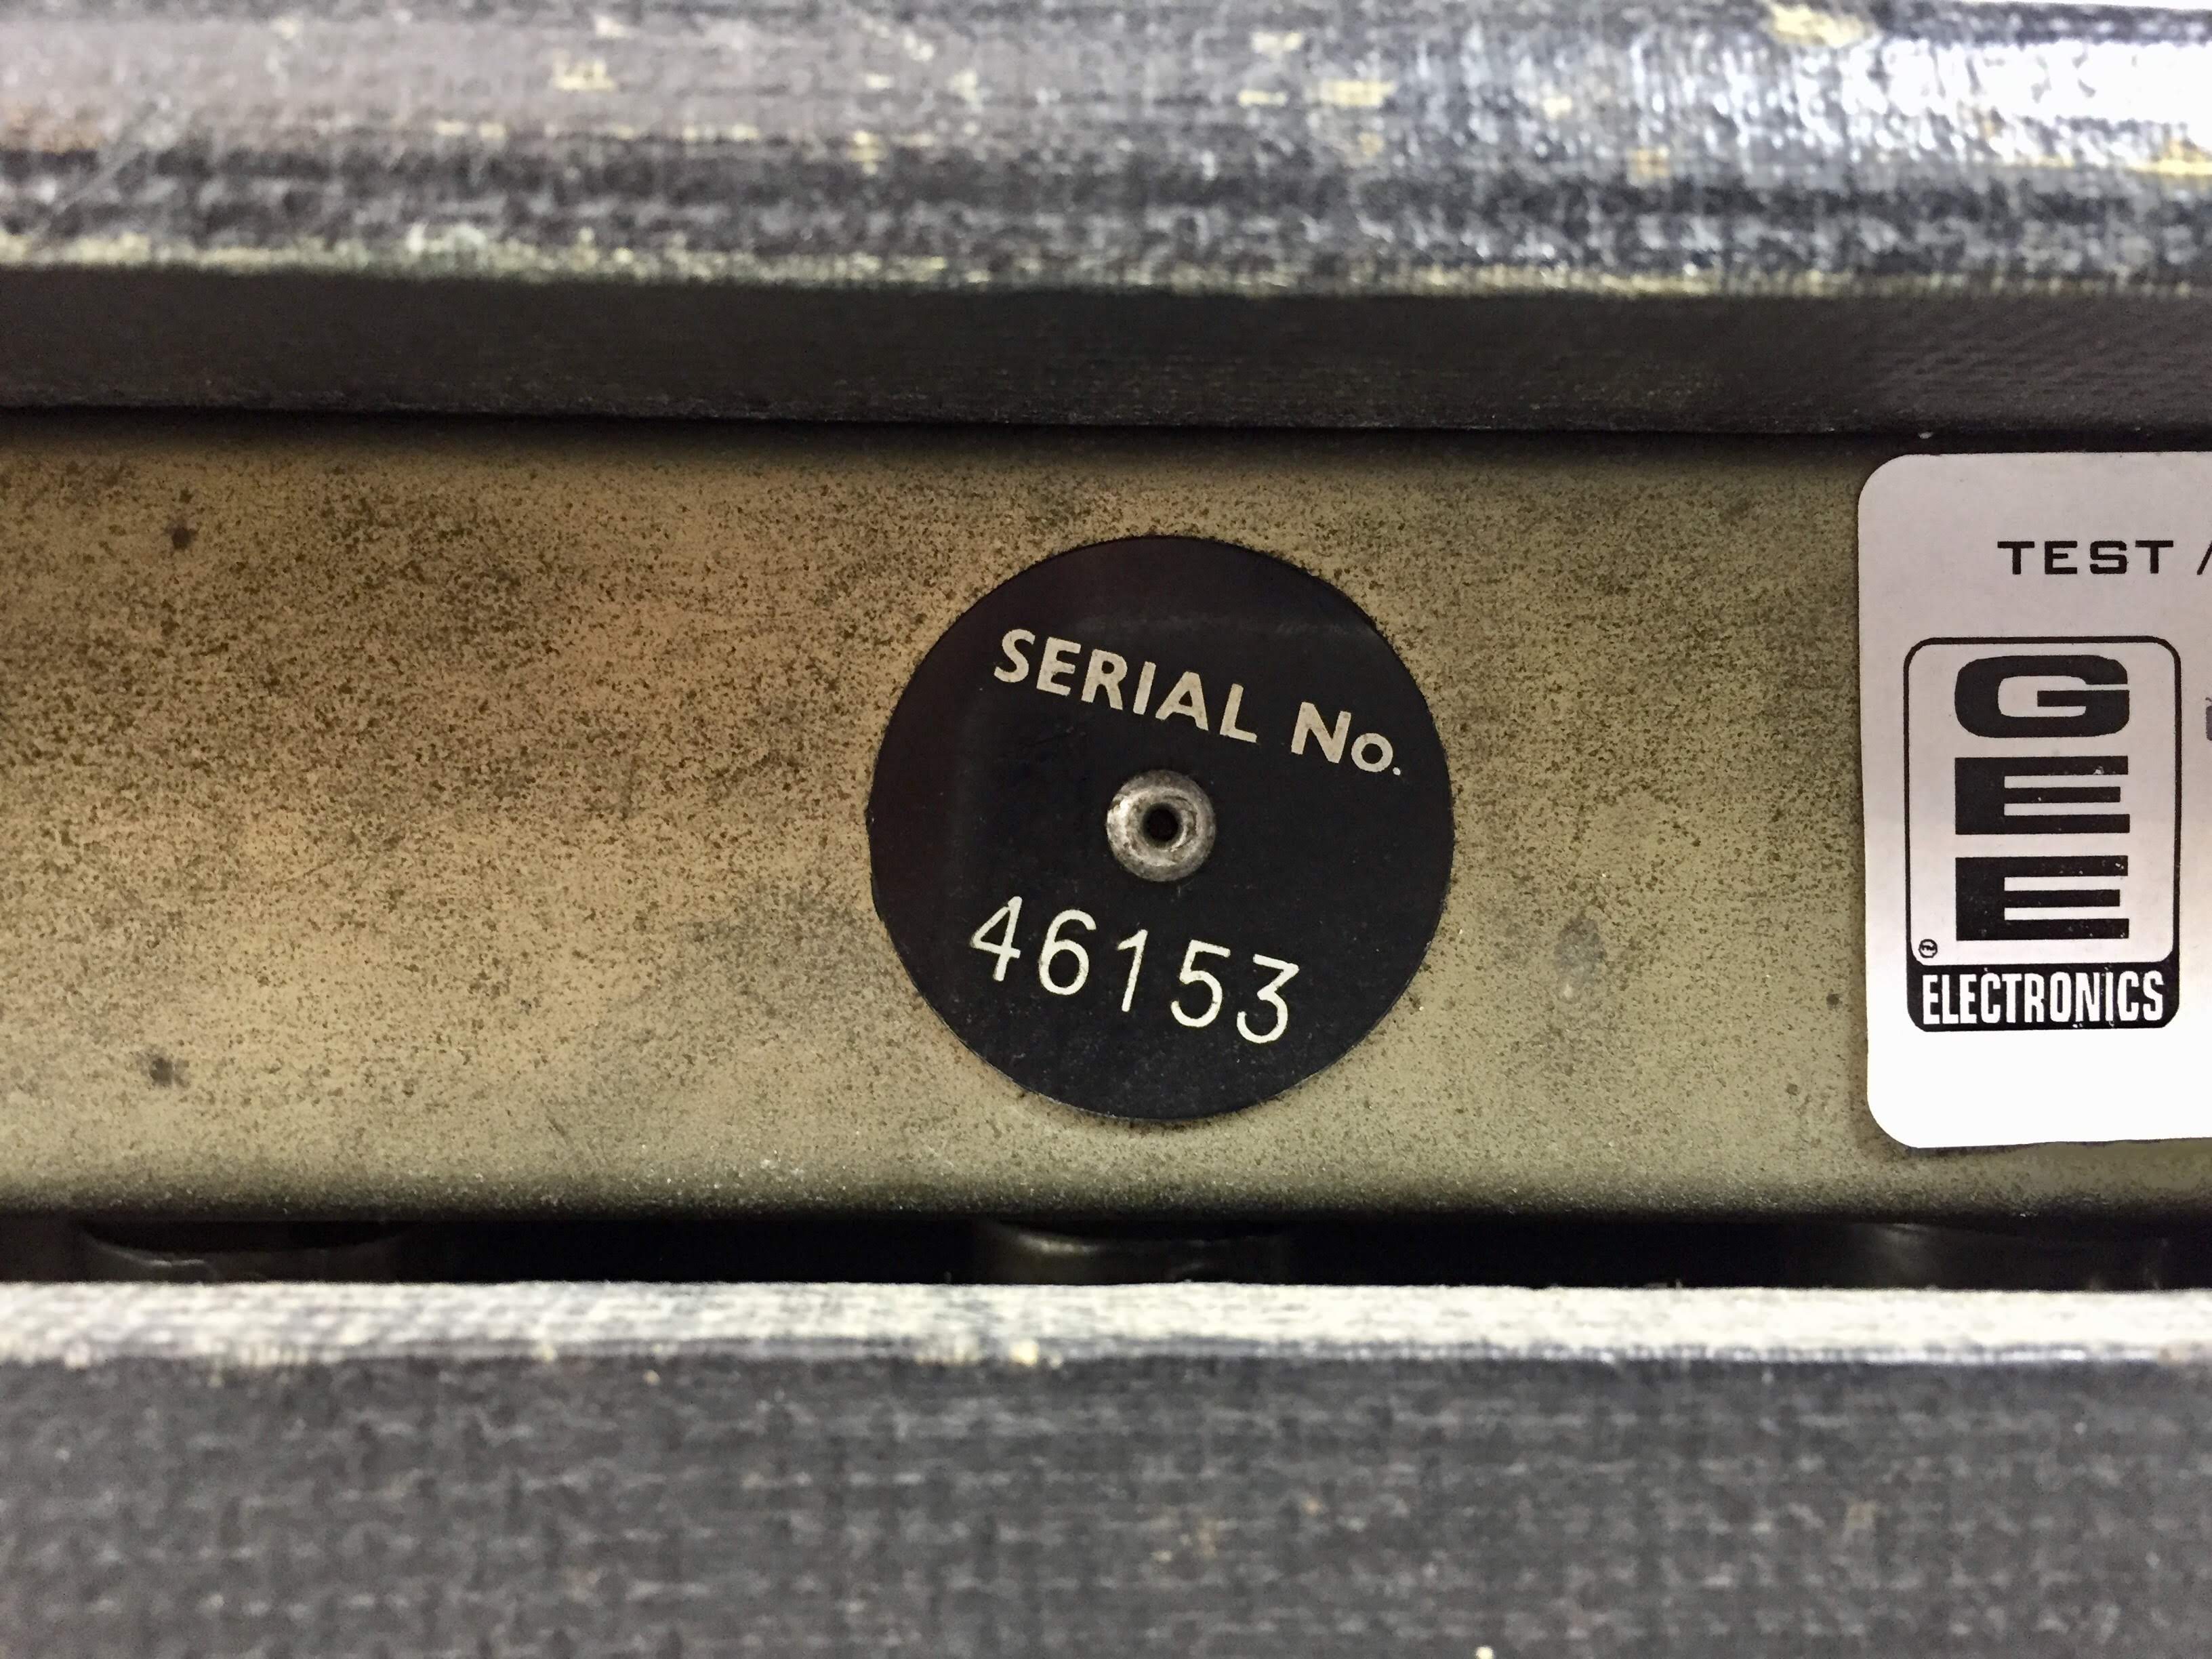 SERIAL No.
46153
TEST /
GEE
ELECTRONICS